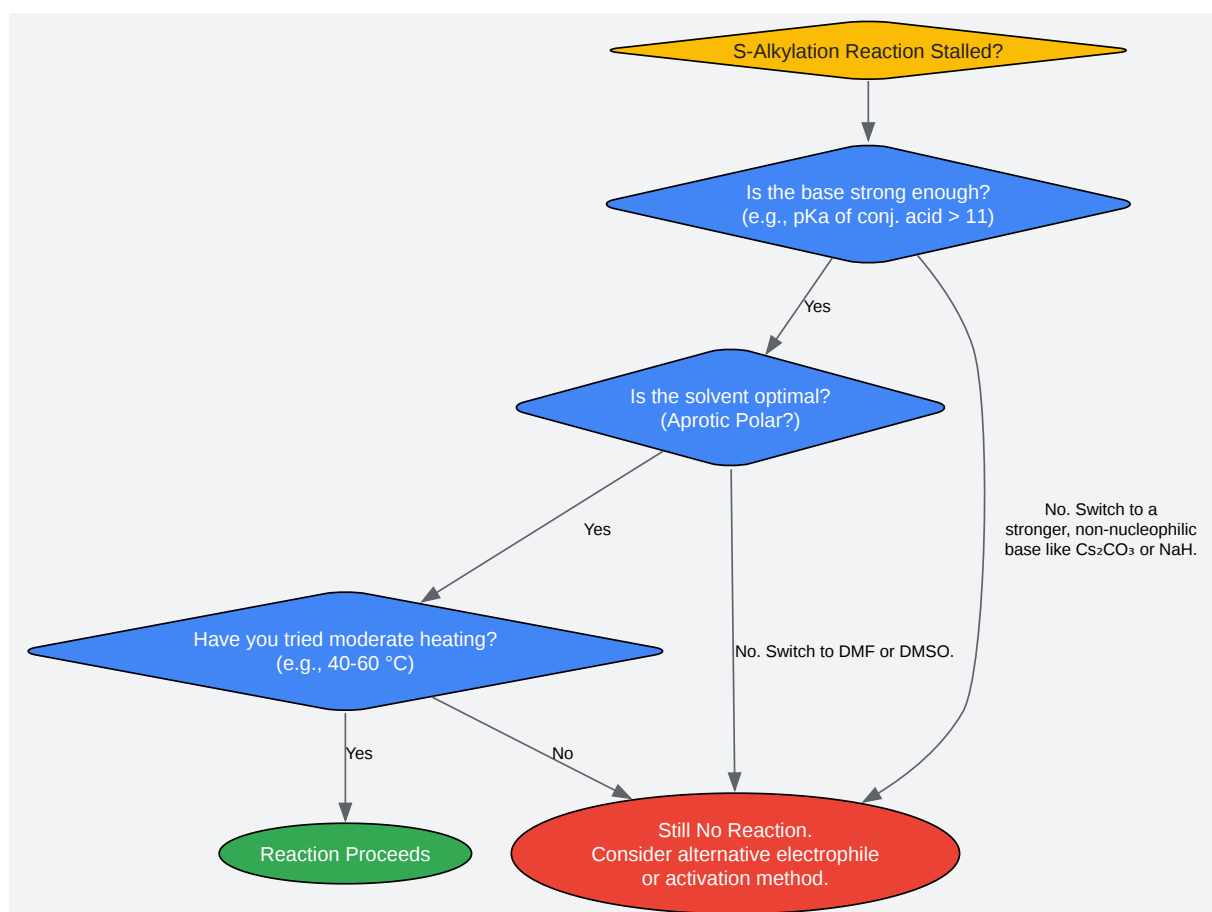 S-Alkylation Reaction Stalled?
Is the base strong enough?
(e.g., pKa of conj. acid > 11)
Yes
Is the solvent optimal?
(Aprotic Polar?)
No. Switch to a
stronger, non-nucleophilic
base like Cs₂CO₃ or NaH.
Yes
Have you tried moderate heating?
(e.g., 40-60 °C)
No. Switch to DMF or DMSO.
Yes
No
Reaction Proceeds
Still No Reaction.
Consider alternative electrophile
or activation method.